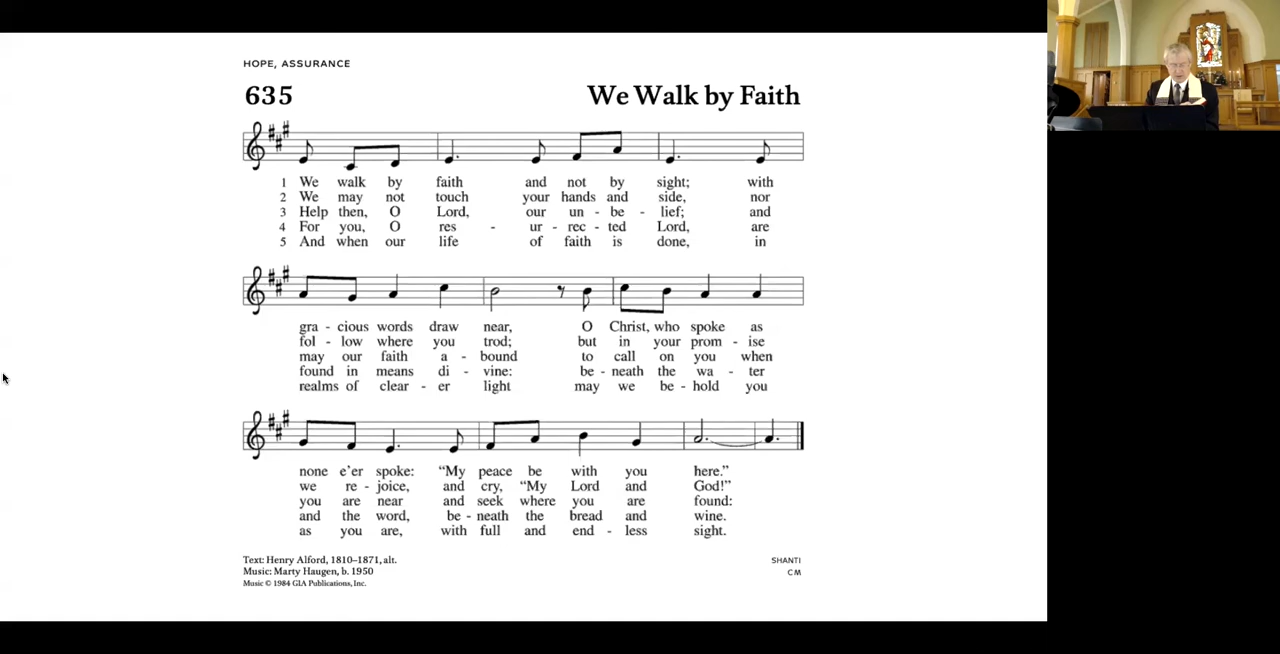 HOPE, ASSURANCE
635
We Walk by Faith
1 We walk by faith and not by sight; with
2 We may not touch your hands and side, nor
3 Help then, O Lord, our un - be - lief; and
4 For you, O res - ur - rec - ted Lord, are
5 And when our life of faith is done, in
gra - cious words draw near, O Christ, who spoke as
fol - low where you trod; but in your prom - ise
may our faith a - bound to call on you when
found in means di - vine: be - neath the wa - ter
realms of clear - er light may we be - hold you
none e'er spoke: “My peace be with you here.”
we re - joice, and cry, “My Lord and God!”
you are near and seek where you are found:
and the word, be - neath the bread and wine.
as you are, with full and end - less sight.
Text: Henry Alford, 1810–1871, alt.
Music: Marty Haugen, b. 1950
Music © 1984 GIA Publications, Inc.
SHANTI
CM